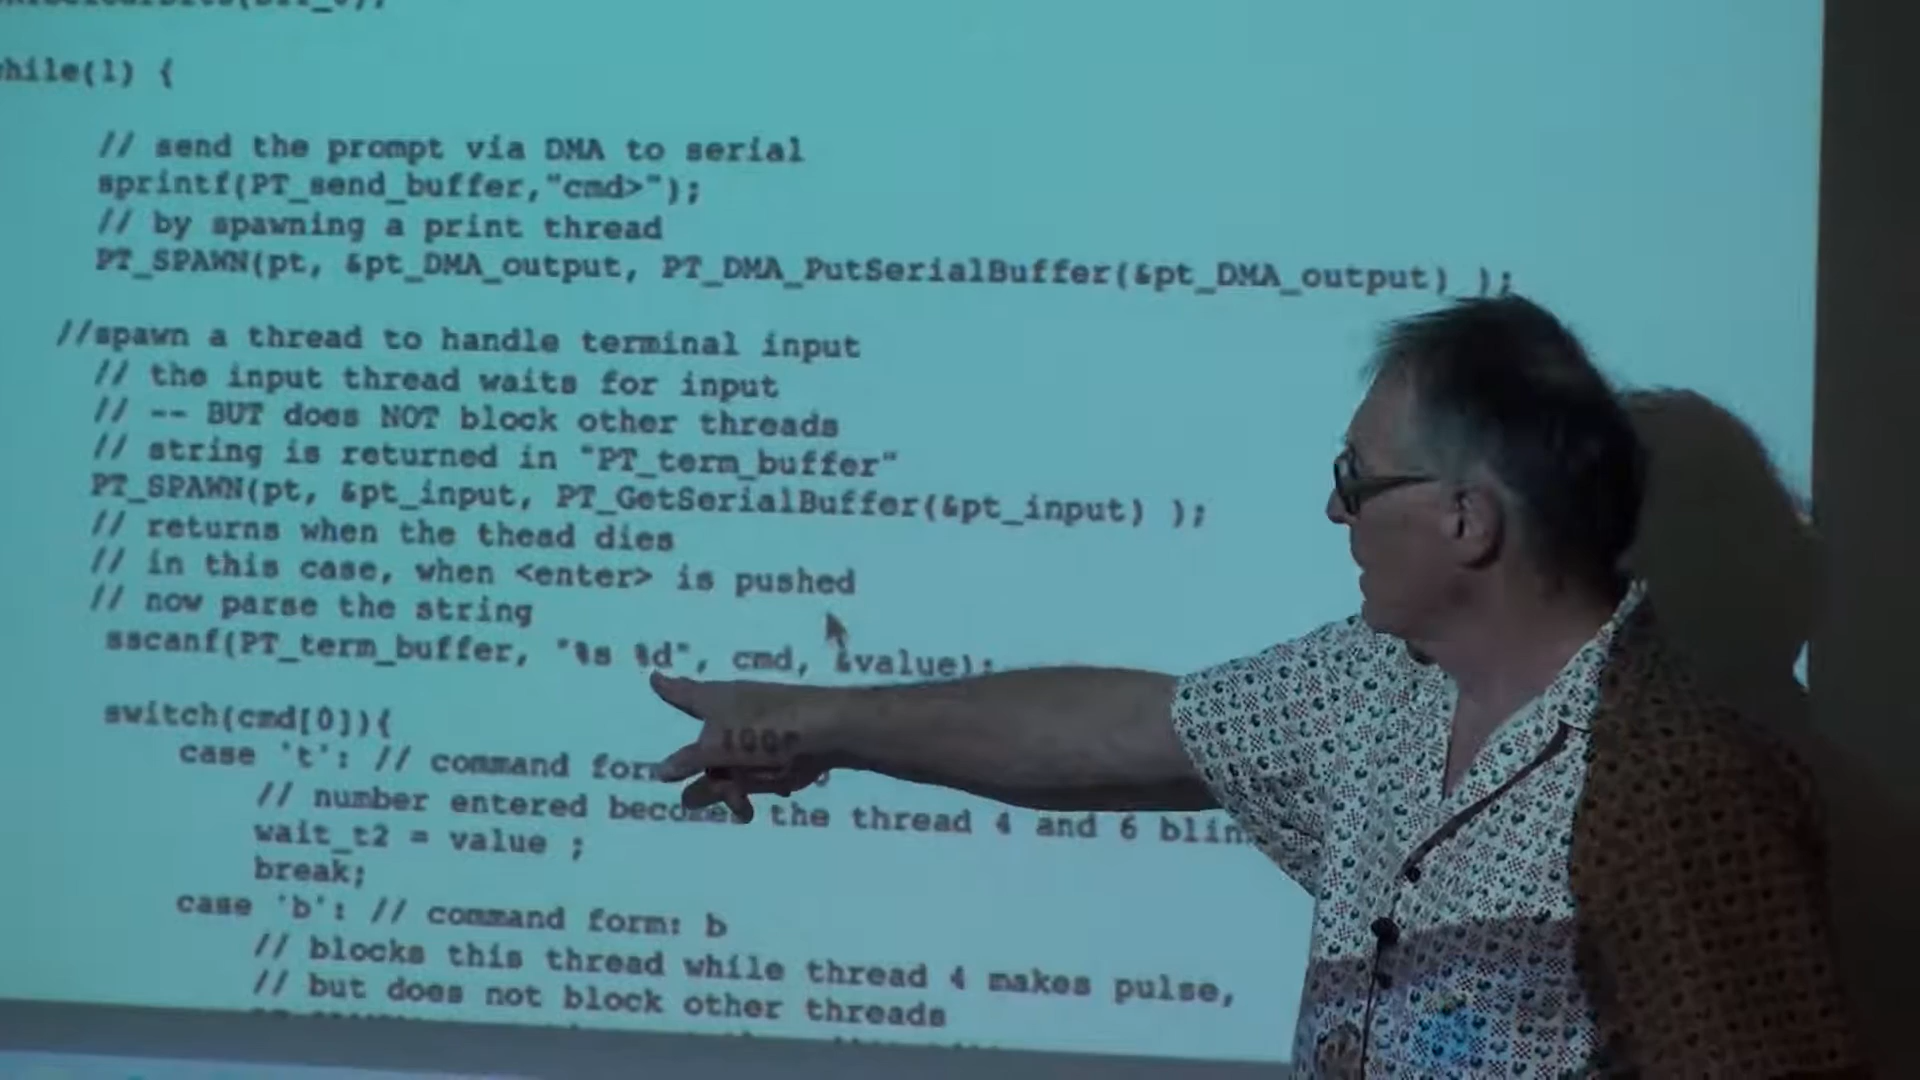 while(1) {
// send the prompt via DMA to serial
sprintf(PT_send_buffer,"cmd>");
// by spawning a print thread
PT_SPAWN(pt, &pt_DMA_output, PT_DMA_PutSerialBuffer(&pt_DMA_output) );
//spawn a thread to handle terminal input
// the input thread waits for input
// -- BUT does NOT block other threads
// string is returned in "PT_term_buffer"
PT_SPAWN(pt, &pt_input, PT_GetSerialBuffer(&pt_input) );
// returns when the thead dies
// in this case, when <enter> is pushed
// now parse the string
sscanf(PT_term_buffer, "%s %d", cmd, &value);
switch(cmd[0]){
case 't': // command form
// number entered becomes the thread 4 and 6 blin
wait_t2 = value ;
break;
case 'b': // command form: b
// blocks this thread while thread 4 makes pulse,
// but does not block other threads